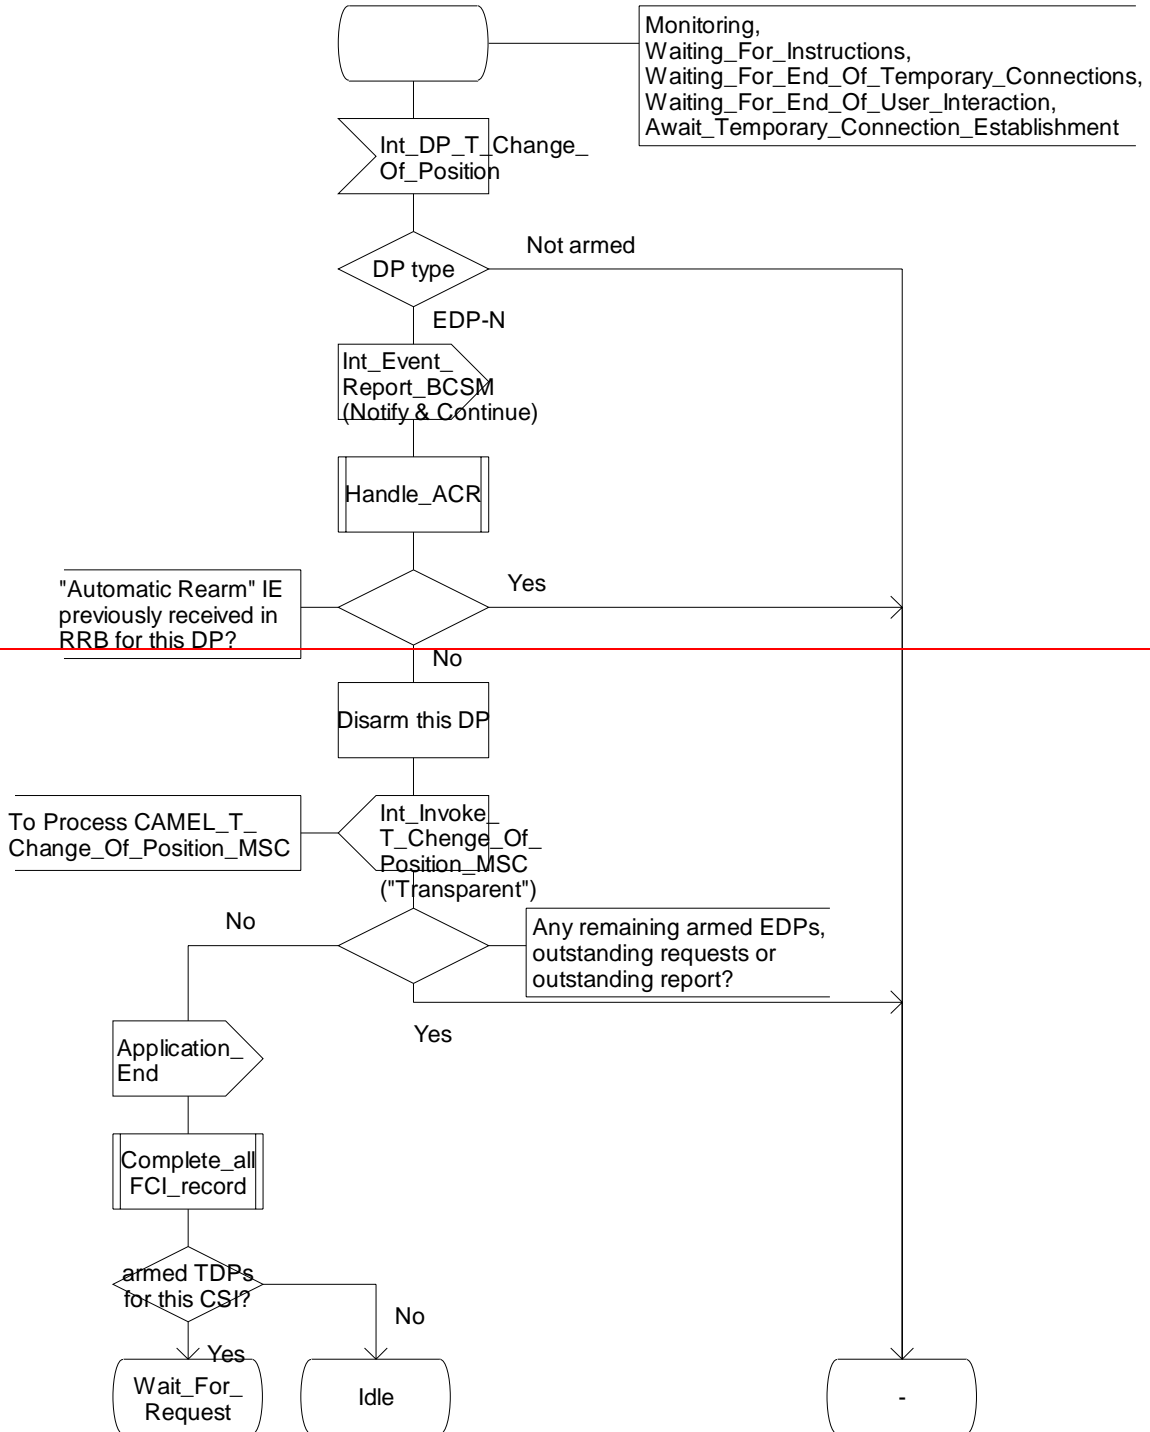 Monitoring,
Waiting_For_Instructions,
Waiting_For_End_Of_Temporary_Connections,
Waiting_For_End_Of_User_Interaction,
Await_Temporary_Connection_Establishment
Int_DP_T_Change_
Of_Position
Not armed
DP type
EDP-N
Int_Event_
Report_BCSM
(Notify & Continue)
Handle_ACR
"Automatic Rearm" IE
previously received in
RRB for this DP?
Yes
No
Disarm this DP
To Process CAMEL_T_
Change_Of_Position_MSC
Int_Invoke_
T_Chenge_Of_
Position_MSC
("Transparent")
No
Any remaining armed EDPs,
outstanding requests or
outstanding report?
Yes
Application_
End
Complete_all
FCI_record
armed TDPs
for this CSI?
No
Yes
Wait_For_
Request
Idle
-